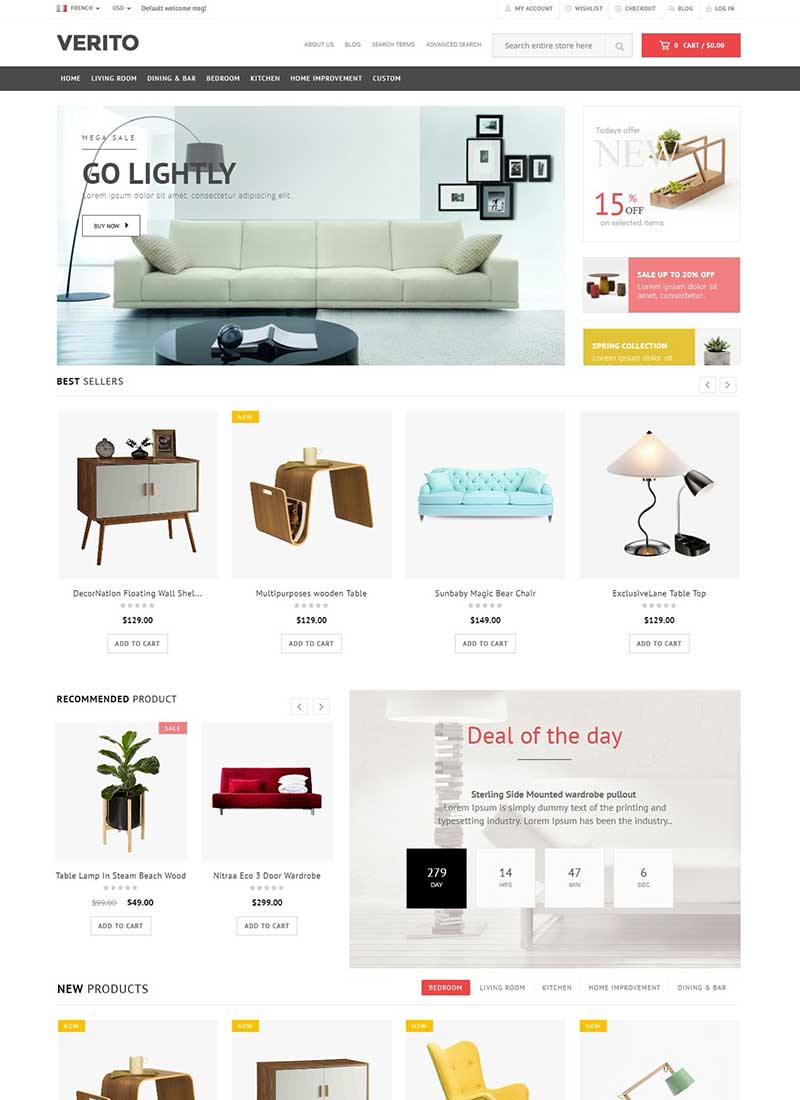 FRENCH USD Default welcome msg! MY ACCOUNT WISHLIST CHECKOUT BLOG LOG IN
VERITO
ABOUT US BLOG SEARCH TERMS ADVANCED SEARCH Search entire store here 0 CART / $0.00
HOME LIVING ROOM DINING & BAR BEDROOM KITCHEN HOME IMPROVEMENT CUSTOM
MEGA SALE
GO LIGHTLY
Lorem ipsum dolor sit amet, consectetur adipiscing elit.
BUY NOW
Todays offer
NEW
15% OFF
on selected items
SALE UP TO 20% OFF
Lorem ipsum dolor sit
amet, consectetur.
SPRING COLLECTION
Lorem ipsum dolor sit
BEST SELLERS
NEW
DecorNation Floating Wall Shel... Multipurposes wooden Table Sunbaby Magic Bear Chair ExclusiveLane Table Top
$129.00 $129.00 $149.00 $129.00
ADD TO CART ADD TO CART ADD TO CART ADD TO CART
RECOMMENDED PRODUCT
SALE
Table Lamp In Steam Beach Wood Nitraa Eco 3 Door Wardrobe
$99.00 $49.00 $299.00
ADD TO CART ADD TO CART
Deal of the day
Sterling Side Mounted wardrobe pullout
Lorem Ipsum is simply dummy text of the printing and
typesetting industry. Lorem Ipsum has been the industry..
279 14 47 6
DAY HRS MIN SEC
NEW PRODUCTS BEDROOM LIVING ROOM KITCHEN HOME IMPROVEMENT DINING & BAR
NEW NEW NEW NEW